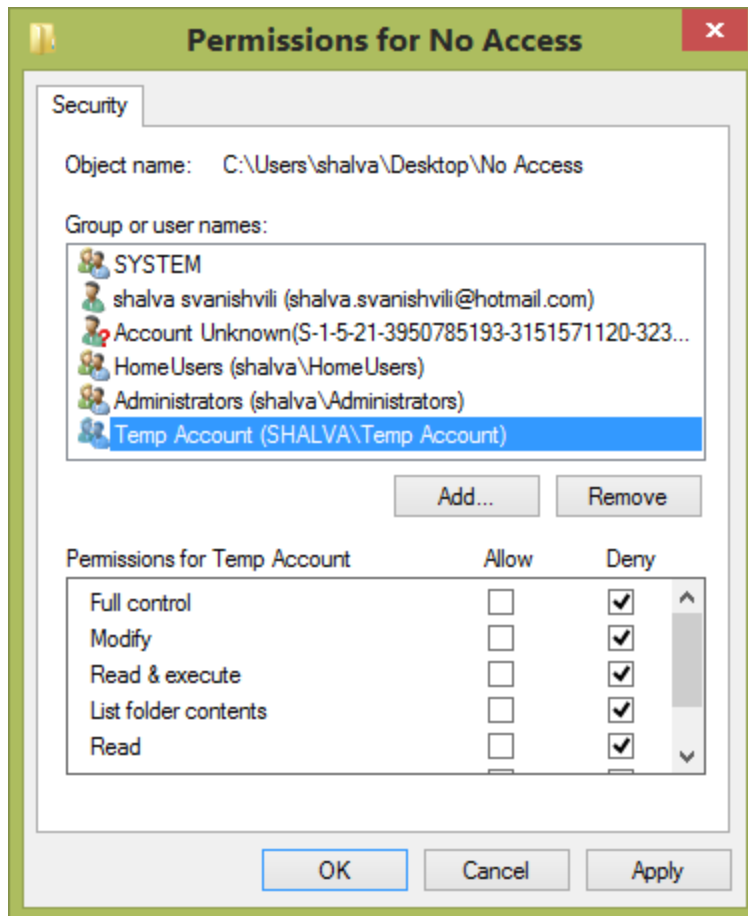 Permissions for No Access
Security
Object name: C:\Users\shalva\Desktop\No Access
Group or user names:
SYSTEM
shalva svanishvili (shalva.svanishvili@hotmail.com)
Account Unknown(S-1-5-21-3950785193-3151571120-323...
HomeUsers (shalva\HomeUsers)
Administrators (shalva\Administrators)
Temp Account (SHALVA\Temp Account)
Add... Remove
Permissions for Temp Account Allow Deny
Full control
Modify
Read & execute
List folder contents
Read
OK Cancel Apply